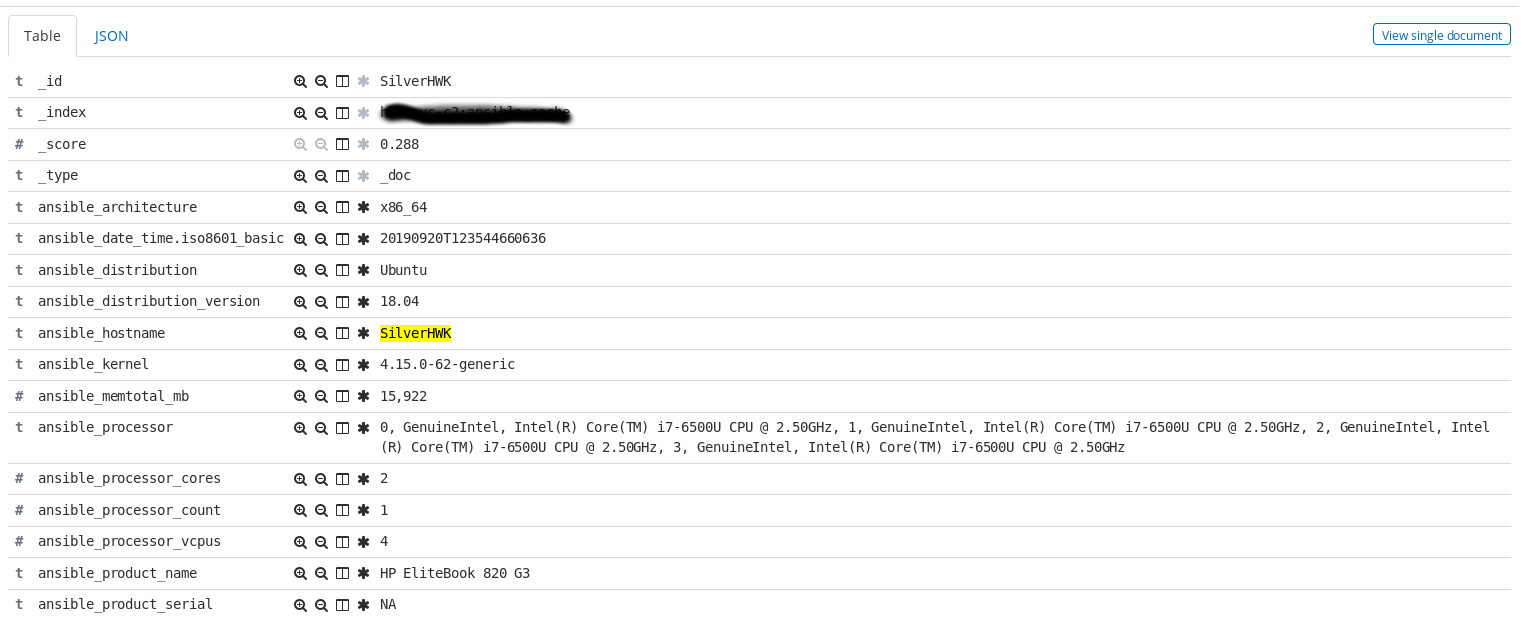 Table JSON View single document
t _id SilverHWK
t _index
# _score 0.288
t _type _doc
t ansible_architecture x86_64
t ansible_date_time.iso8601_basic 20190920T123544660636
t ansible_distribution Ubuntu
t ansible_distribution_version 18.04
t ansible_hostname SilverHWK
t ansible_kernel 4.15.0-62-generic
# ansible_memtotal_mb 15,922
t ansible_processor 0, GenuineIntel, Intel(R) Core(TM) i7-6500U CPU @ 2.50GHz, 1, GenuineIntel, Intel(R) Core(TM) i7-6500U CPU @ 2.50GHz, 2, GenuineIntel, Intel
(R) Core(TM) i7-6500U CPU @ 2.50GHz, 3, GenuineIntel, Intel(R) Core(TM) i7-6500U CPU @ 2.50GHz
# ansible_processor_cores 2
# ansible_processor_count 1
# ansible_processor_vcpus 4
t ansible_product_name HP EliteBook 820 G3
t ansible_product_serial NA